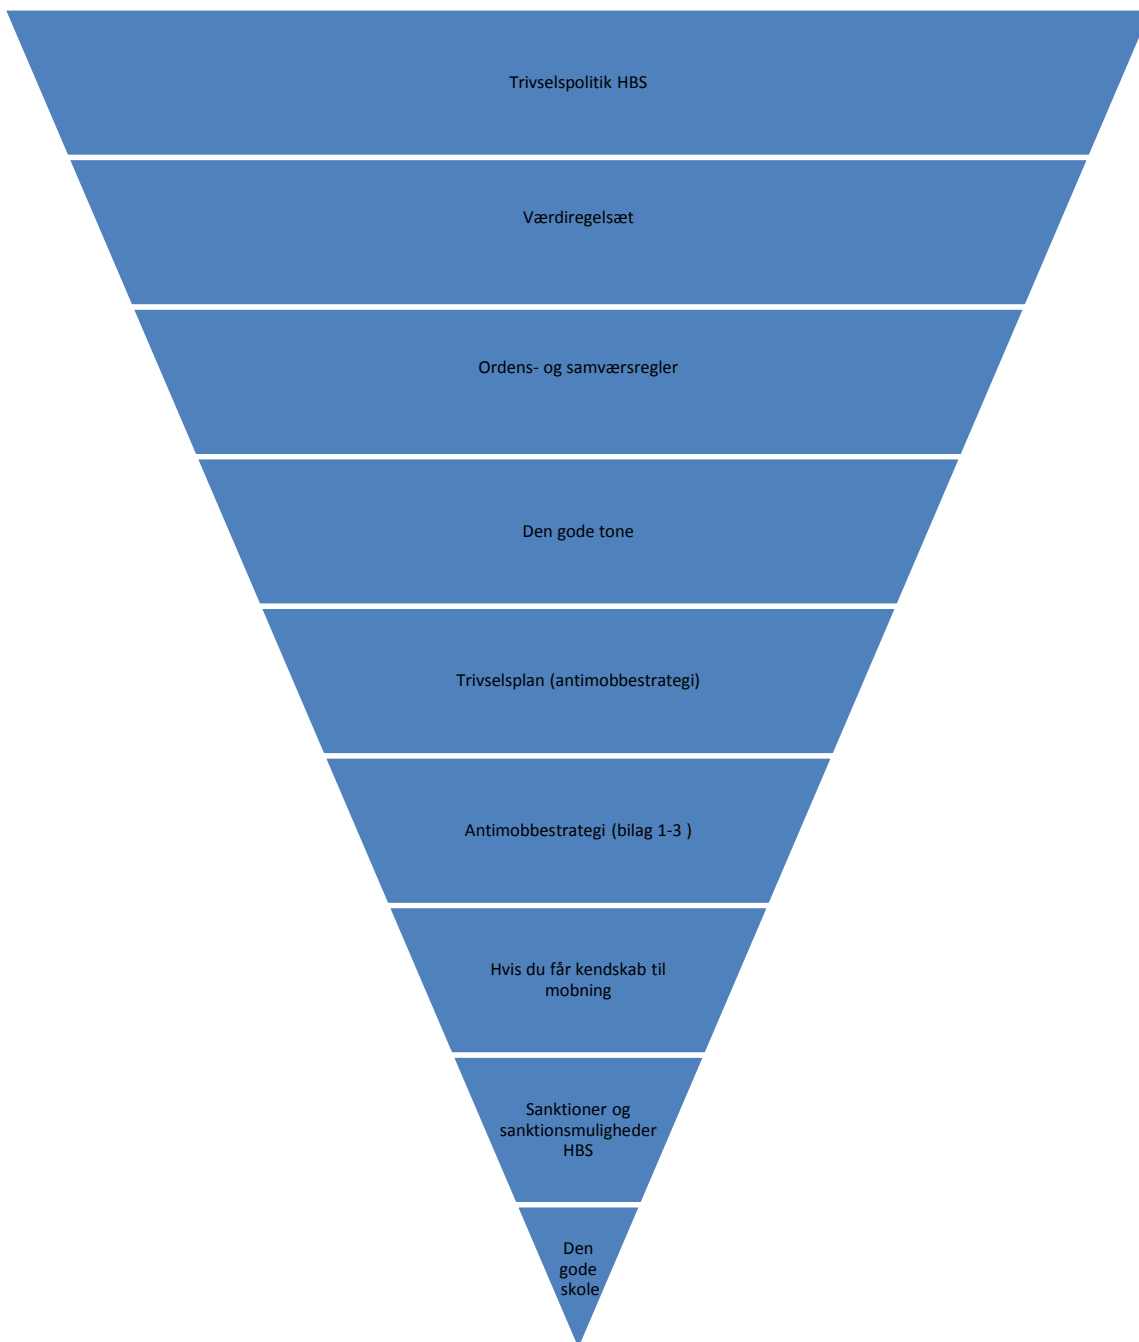 Trivselspolitik HBS
Værdiregelsæt
Ordens- og samværsregler
Den gode tone
Trivselsplan (antimobbestrategi)
Antimobbestrategi (bilag 1-3 )
Hvis du får kendskab til
mobning
Sanktioner og
sanktionsmuligheder
HBS
Den
gode
skole